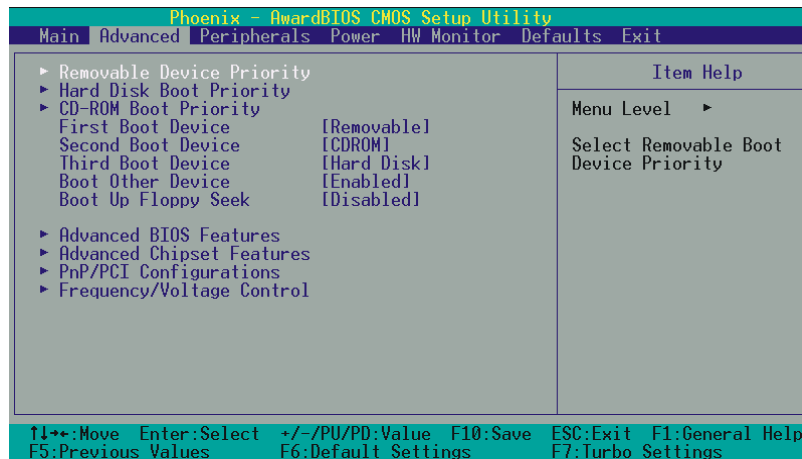 Phoenix - AwardBIOS CMOS Setup Utility
Main Advanced Peripherals Power HW Monitor Defaults Exit
► Removable Device Priority
► Hard Disk Boot Priority
► CD-ROM Boot Priority
First Boot Device [Removable]
Second Boot Device [CDROM]
Third Boot Device [Hard Disk]
Boot Other Device [Enabled]
Boot Up Floppy Seek [Disabled]
► Advanced BIOS Features
► Advanced Chipset Features
► PnP/PCI Configurations
► Frequency/Voltage Control
Item Help
Menu Level ►
Select Removable Boot
Device Priority
↑↓→←:Move Enter:Select +/-/PU/PD:Value F10:Save ESC:Exit F1:General Help
F5:Previous Values F6:Default Settings F7:Turbo Settings